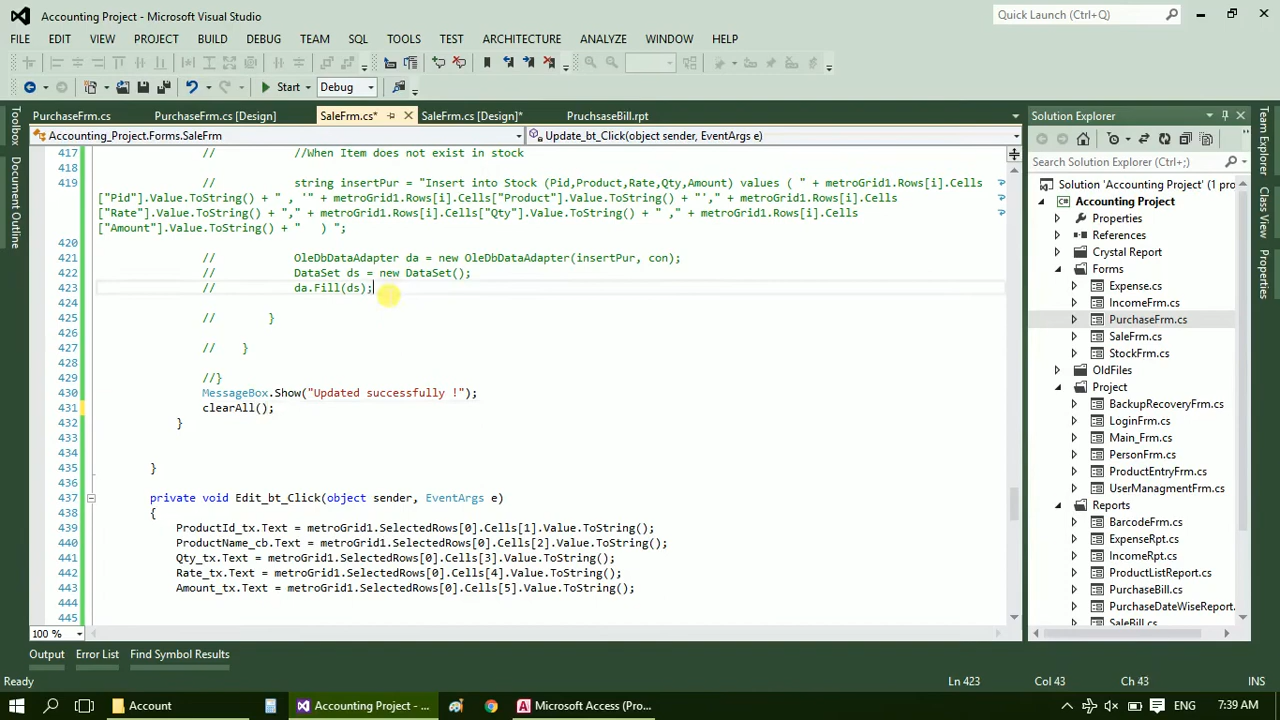 Accounting Project - Microsoft Visual Studio
Quick Launch (Ctrl+Q)
FILE EDIT VIEW PROJECT BUILD DEBUG TEAM SQL TOOLS TEST ARCHITECTURE ANALYZE WINDOW HELP
Start Debug
PurchaseFrm.cs PurchaseFrm.cs [Design] SaleFrm.cs* SaleFrm.cs [Design]* PruchsaeBill.rpt
Accounting_Project.Forms.SaleFrm Update_bt_Click(object sender, EventArgs e)
417 // //When Item does not exist in stock
418
419 // string insertPur = "Insert into Stock (Pid,Product,Rate,Qty,Amount) values ( " + metroGrid1.Rows[i].Cells
["Pid"].Value.ToString() + " ,'" + metroGrid1.Rows[i].Cells["Product"].Value.ToString() + "'," + metroGrid1.Rows[i].Cells
["Rate"].Value.ToString() + "," + metroGrid1.Rows[i].Cells["Qty"].Value.ToString() + " ," + metroGrid1.Rows[i].Cells
["Amount"].Value.ToString() + "   ) ";
420
421 // OleDbDataAdapter da = new OleDbDataAdapter(insertPur, con);
422 // DataSet ds = new DataSet();
423 // da.Fill(ds);
424
425 // }
426
427 // }
428
429 //}
430 MessageBox.Show("Updated successfully !");
431 clearAll();
432 }
433
434
435 }
436
437 private void Edit_bt_Click(object sender, EventArgs e)
438 {
439 ProductId_tx.Text = metroGrid1.SelectedRows[0].Cells[1].Value.ToString();
440 ProductName_cb.Text = metroGrid1.SelectedRows[0].Cells[2].Value.ToString();
441 Qty_tx.Text = metroGrid1.SelectedRows[0].Cells[3].Value.ToString();
442 Rate_tx.Text = metroGrid1.SelectedRows[0].Cells[4].Value.ToString();
443 Amount_tx.Text = metroGrid1.SelectedRows[0].Cells[5].Value.ToString();
444
445
100 %
Toolbox
Document Outline
Solution Explorer
Search Solution Explorer (Ctrl+;)
Solution 'Accounting Project' (1 pro
Accounting Project
Properties
References
Crystal Report
Forms
Expense.cs
IncomeFrm.cs
PurchaseFrm.cs
SaleFrm.cs
StockFrm.cs
OldFiles
Project
BackupRecoveryFrm.cs
LoginFrm.cs
Main_Frm.cs
PersonFrm.cs
ProductEntryFrm.cs
UserManagmentFrm.cs
Reports
BarcodeFrm.cs
ExpenseRpt.cs
IncomeRpt.cs
ProductListReport.cs
PurchaseBill.cs
PurchaseDateWiseReport.
SaleBill.cs
Team Explorer
Class View
Properties
Output Error List Find Symbol Results
Ready Ln 423 Col 43 Ch 43 INS
Account Accounting Project - ... Microsoft Access (Pro... ENG 7:39 AM